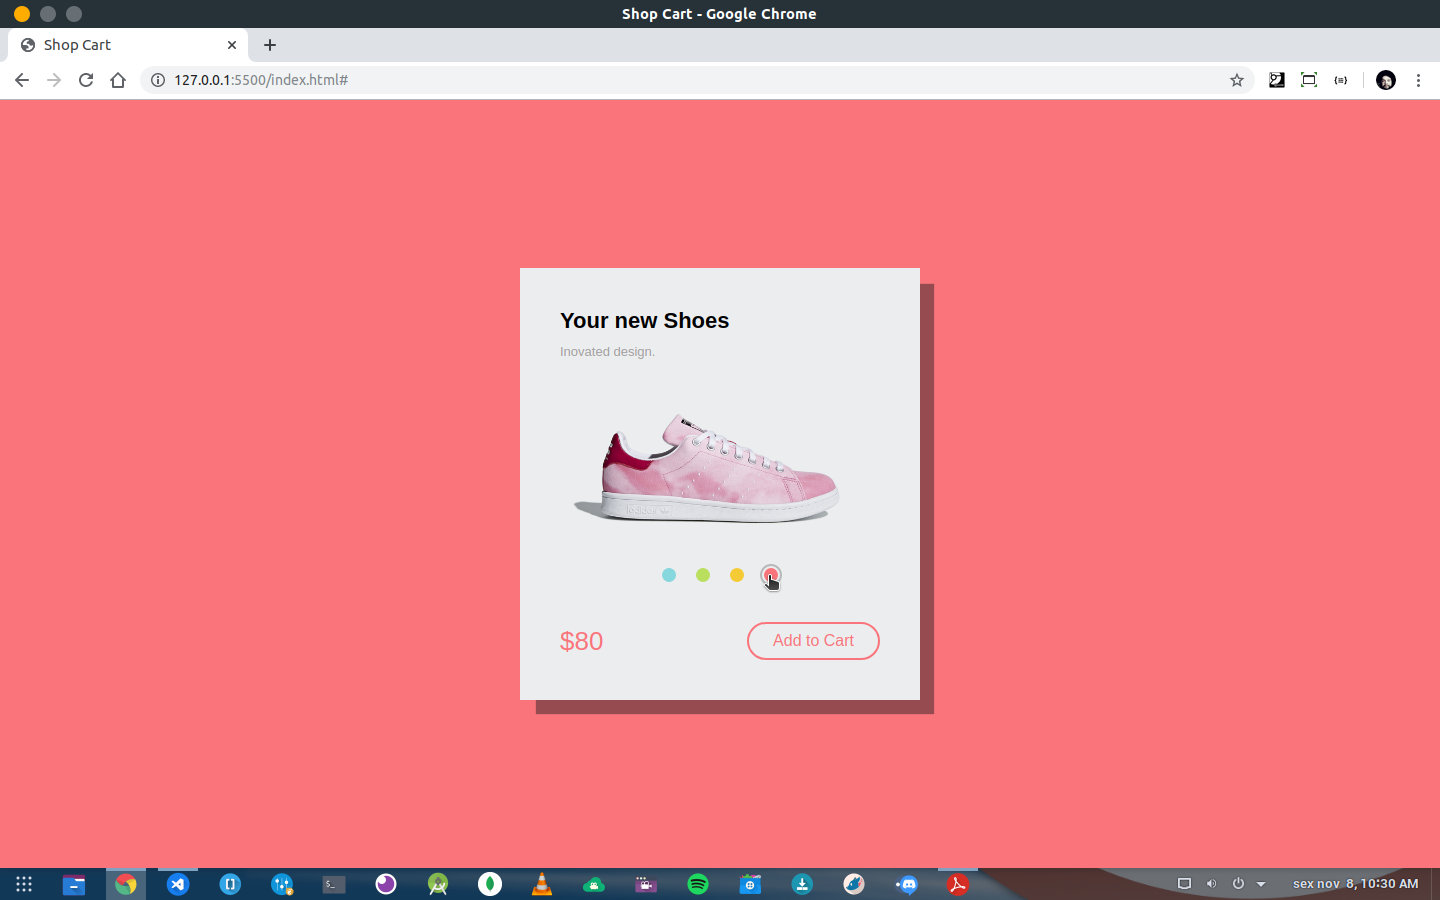 Shop Cart - Google Chrome
Shop Cart
127.0.0.1:5500/index.html#
Your new Shoes
Inovated design.
adidas
$80
Add to Cart
sex nov 8, 10:30 AM